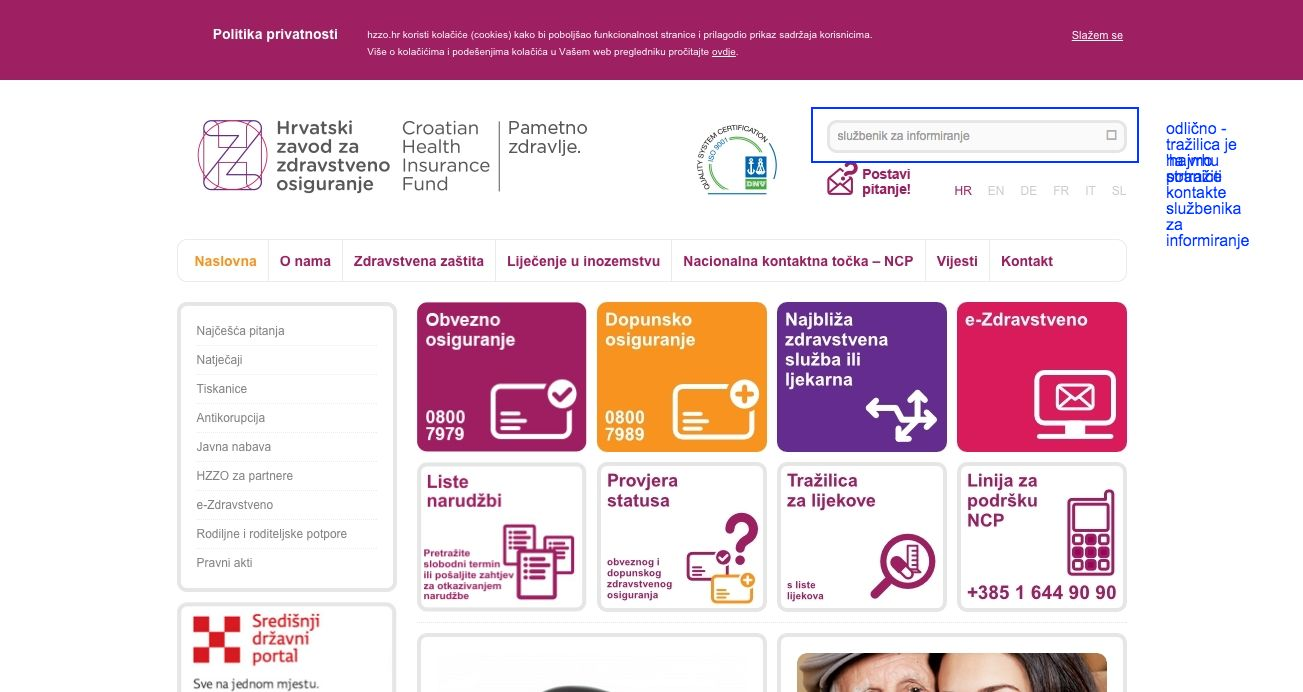 Politika privatnosti
hzzo.hr koristi kolačiće (cookies) kako bi poboljšao funkcionalnost stranice i prilagodio prikaz sadržaja korisnicima.
Više o kolačićima i podešenjima kolačića u Vašem web pregledniku pročitajte ovdje.
Slažem se
Hrvatski
zavod za
zdravstveno
osiguranje
Croatian
Health
Insurance
Fund
Pametno
zdravlje.
QUALITY SYSTEM CERTIFICATION
ISO 9001
DNV
službenik za informiranje
Postavi
pitanje!
HR EN DE FR IT SL
odlično -
tražilica je
na vrhu
stranice
kontakte
službenika
za
informiranje
Naslovna
O nama
Zdravstvena zaštita
Liječenje u inozemstvu
Nacionalna kontaktna točka – NCP
Vijesti
Kontakt
Najčešća pitanja
Natječaji
Tiskanice
Antikorupcija
Javna nabava
HZZO za partnere
e-Zdravstveno
Rodiljne i roditeljske potpore
Pravni akti
Obvezno
osiguranje
0800
7979
Dopunsko
osiguranje
0800
7989
Najbliža
zdravstvena
služba ili
ljekarna
e-Zdravstveno
Liste
narudžbi
Pretražite
slobodni termin
ili pošaljite zahtjev
za otkazivanjem
narudžbe
Provjera
statusa
obveznog i
dopunskog
zdravstvenog
osiguranja
Tražilica
za lijekove
s liste
lijekova
Linija za
podršku
NCP
+385 1 644 90 90
Središnji
državni
portal
Sve na jednom mjestu.